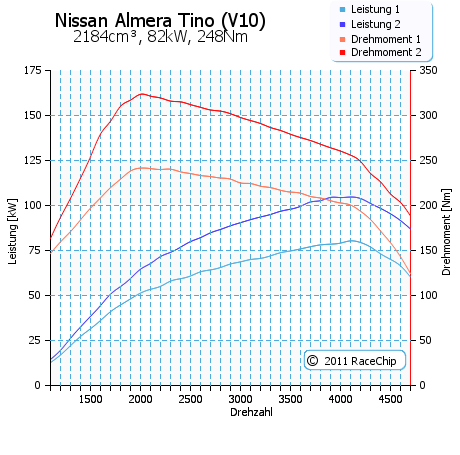 Nissan Almera Tino (V10)
2184cm³, 82kW, 248Nm
Leistung 1
Leistung 2
Drehmoment 1
Drehmoment 2
175
150
125
100
75
50
25
0
Leistung [kW]
350
300
250
200
150
100
50
0
Drehmoment [Nm]
1500 2000 2500 3000 3500 4000 4500
Drehzahl
© 2011 RaceChip